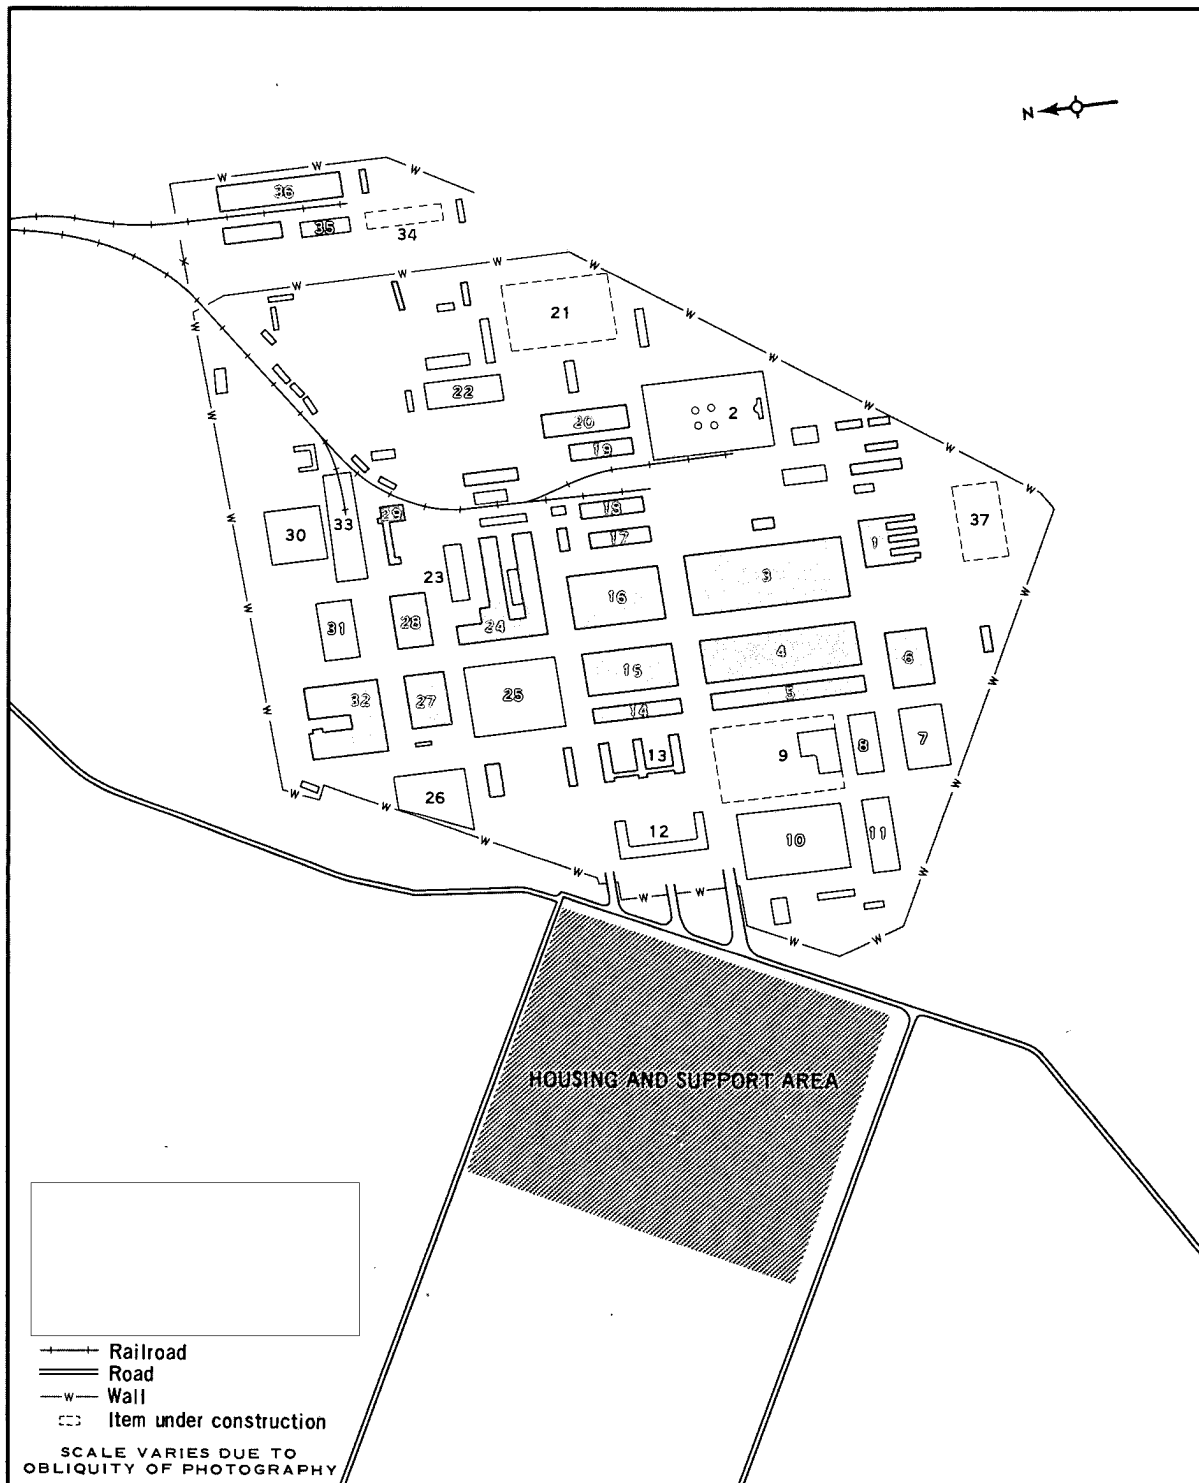 N
W W W
36
35
34
W W W W
21
W
W
W
22
2
20
W
W
19
W
18
29
37
33
30
W
17
1
23
3
16
W
W
31
28
24
15
4
6
W
32
27
25
5
W
14
13
9
8
7
W
26
W
W
12
10
11
W
W
W W
W
W W
HOUSING AND SUPPORT AREA
Railroad
Road
W Wall
Item under construction
SCALE VARIES DUE TO
OBLIQUITY OF PHOTOGRAPHY